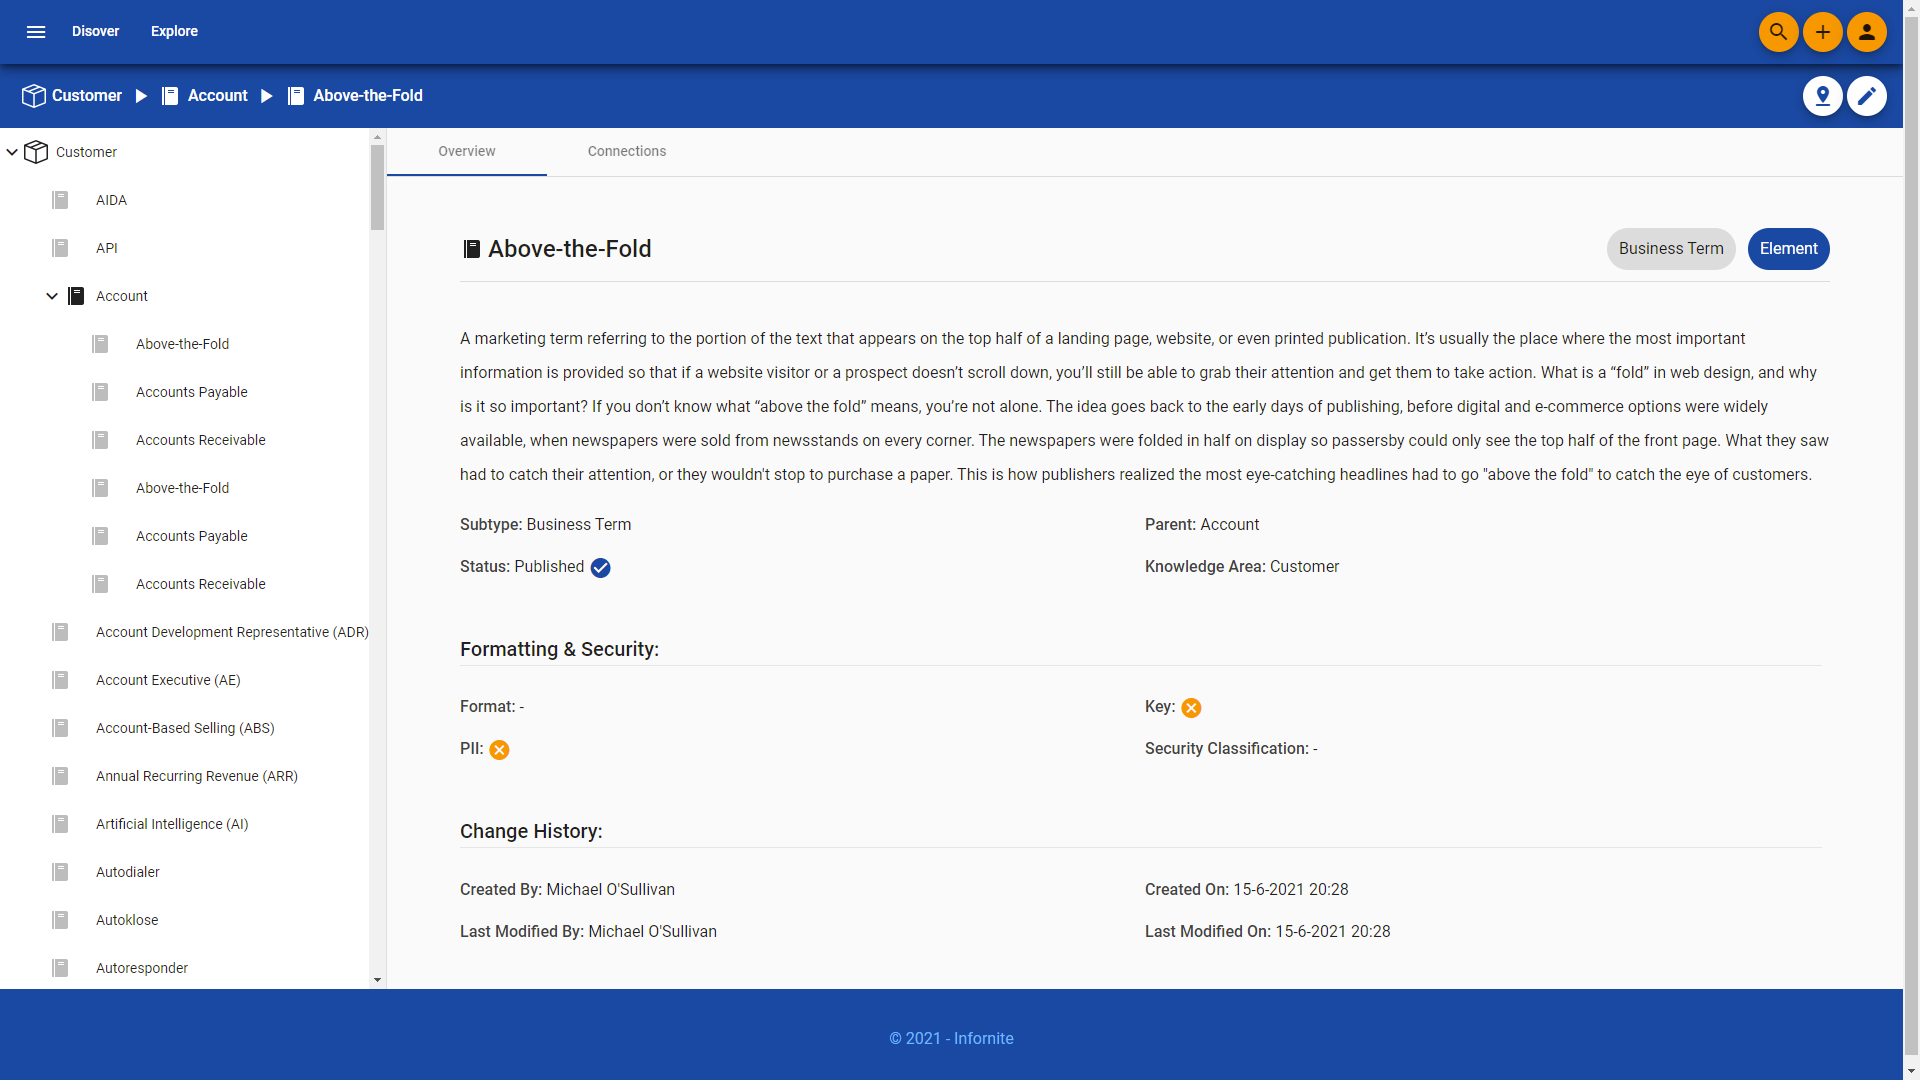 Disover
Explore
Customer
Account
Above-the-Fold
Customer
AIDA
API
Account
Above-the-Fold
Accounts Payable
Accounts Receivable
Above-the-Fold
Accounts Payable
Accounts Receivable
Account Development Representative (ADR)
Account Executive (AE)
Account-Based Selling (ABS)
Annual Recurring Revenue (ARR)
Artificial Intelligence (AI)
Autodialer
Autoklose
Autoresponder
Overview
Connections
Above-the-Fold
Business Term
Element
A marketing term referring to the portion of the text that appears on the top half of a landing page, website, or even printed publication. It’s usually the place where the most important
information is provided so that if a website visitor or a prospect doesn’t scroll down, you’ll still be able to grab their attention and get them to take action. What is a “fold” in web design, and why
is it so important? If you don’t know what “above the fold” means, you’re not alone. The idea goes back to the early days of publishing, before digital and e-commerce options were widely
available, when newspapers were sold from newsstands on every corner. The newspapers were folded in half on display so passersby could only see the top half of the front page. What they saw
had to catch their attention, or they wouldn't stop to purchase a paper. This is how publishers realized the most eye-catching headlines had to go "above the fold" to catch the eye of customers.
Subtype: Business Term
Parent: Account
Status: Published
Knowledge Area: Customer
Formatting & Security:
Format: -
Key:
PII:
Security Classification: -
Change History:
Created By: Michael O'Sullivan
Created On: 15-6-2021 20:28
Last Modified By: Michael O'Sullivan
Last Modified On: 15-6-2021 20:28
© 2021 - Infornite